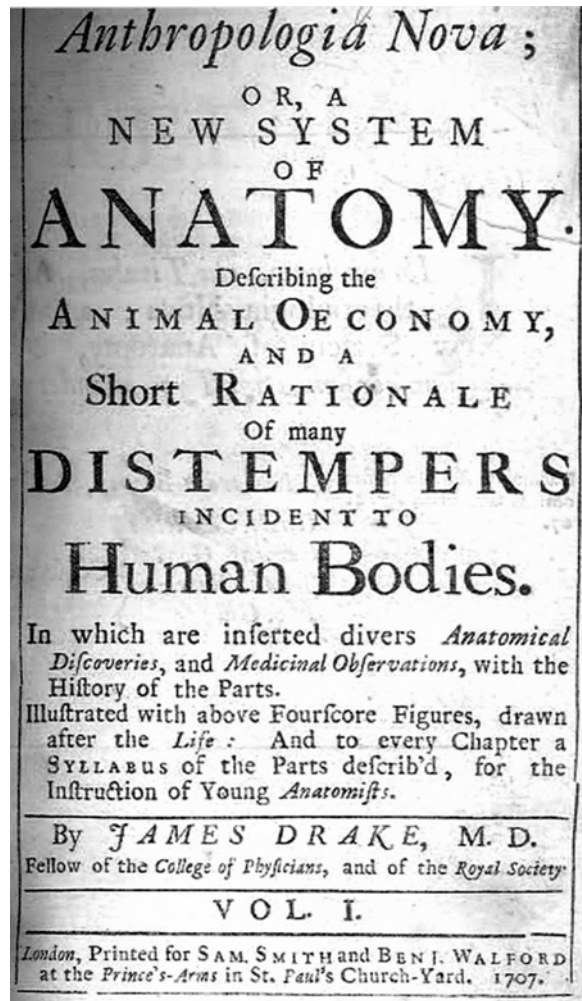 Anthropologia Nova;
OR, A
NEW SYSTEM
OF
ANATOMY.
Deſcribing the
ANIMAL OECONOMY,
AND A
Short RATIONALE
Of many
DISTEMPERS
INCIDENT TO
Human Bodies.
In which are inſerted divers Anatomical
Diſcoveries, and Medicinal Obſervations, with the
Hiſtory of the Parts.
Illuſtrated with above Fourſcore Figures, drawn
after the Life: And to every Chapter a
SYLLABUS of the Parts deſcrib'd, for the
Inſtruction of Young Anatomiſts.
By JAMES DRAKE, M. D.
Fellow of the College of Phyſicians, and of the Royal Society.
VOL. I.
London, Printed for SAM. SMITH and BENJ. WALFORD
at the Prince's-Arms in St. Paul's Church-Yard. 1707.